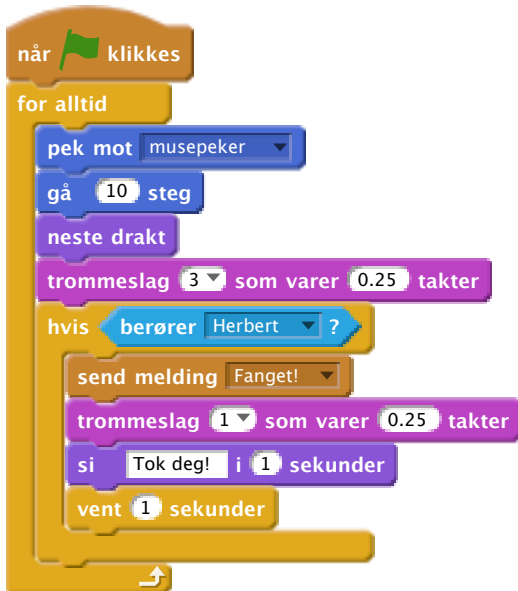 når klikkes
for alltid
pek mot musepeker
gå 10 steg
neste drakt
trommeslag 3 som varer 0.25 takter
hvis berører Herbert ?
send melding Fanget!
trommeslag 1 som varer 0.25 takter
si Tok deg! i 1 sekunder
vent 1 sekunder